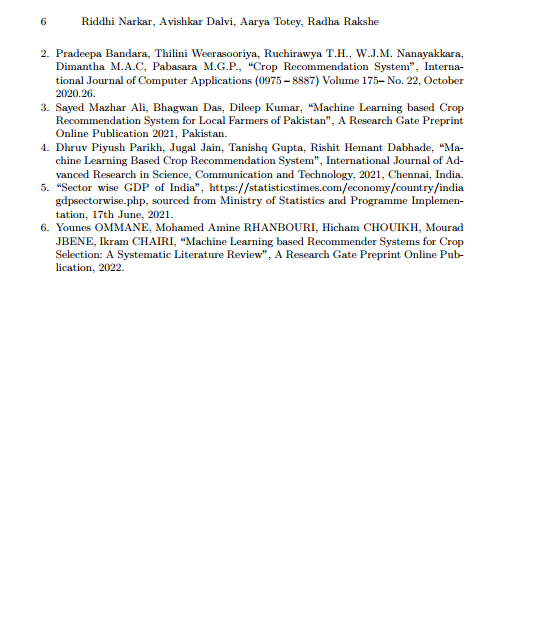 6 Riddhi Narkar, Avishkar Dalvi, Aarya Totey, Radha Rakshe
2. Pradeepa Bandara, Thilini Weerasooriya, Ruchirawya T.H., W.J.M. Nanayakkara,
Dimantha M.A.C, Pabasara M.G.P., “Crop Recommendation System”, Interna-
tional Journal of Computer Applications (0975 – 8887) Volume 175– No. 22, October
2020.26.
3. Sayed Mazhar Ali, Bhagwan Das, Dileep Kumar, “Machine Learning based Crop
Recommendation System for Local Farmers of Pakistan”, A Research Gate Preprint
Online Publication 2021, Pakistan.
4. Dhruv Piyush Parikh, Jugal Jain, Tanishq Gupta, Rishit Hemant Dabhade, “Ma-
chine Learning Based Crop Recommendation System”, International Journal of Ad-
vanced Research in Science, Communication and Technology, 2021, Chennai, India.
5. “Sector wise GDP of India”, https://statisticstimes.com/economy/country/india
gdpsectorwise.php, sourced from Ministry of Statistics and Programme Implemen-
tation, 17th June, 2021.
6. Younes OMMANE, Mohamed Amine RHANBOURI, Hicham CHOUIKH, Mourad
JBENE, Ikram CHAIRI, “Machine Learning based Recommender Systems for Crop
Selection: A Systematic Literature Review”, A Research Gate Preprint Online Pub-
lication, 2022.